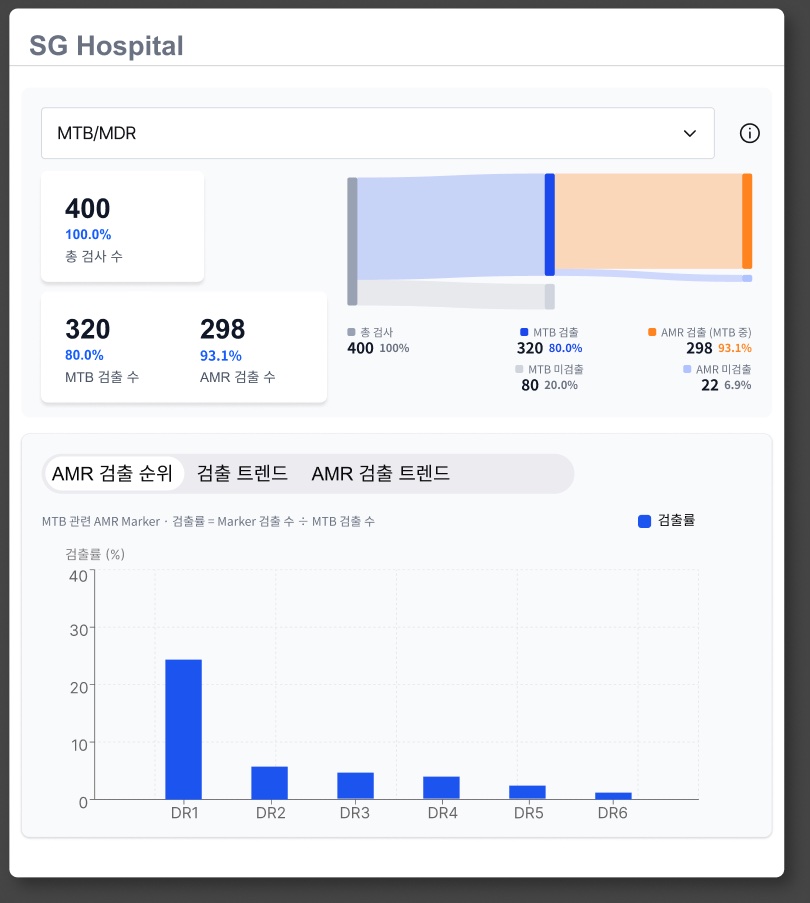 SG Hospital
MTB/MDR
400
100.0%
총 검사 수
320 298
80.0% 93.1%
MTB 검출 수 AMR 검출 수
총 검사 MTB 검출 AMR 검출 (MTB 중)
400 100% 320 80.0% 298 93.1%
MTB 미검출 AMR 미검출
80 20.0% 22 6.9%
AMR 검출 순위 검출 트렌드 AMR 검출 트렌드
MTB 관련 AMR Marker · 검출률 = Marker 검출 수 ÷ MTB 검출 수 검출률
검출률 (%)
40
30
20
10
0
DR1 DR2 DR3 DR4 DR5 DR6